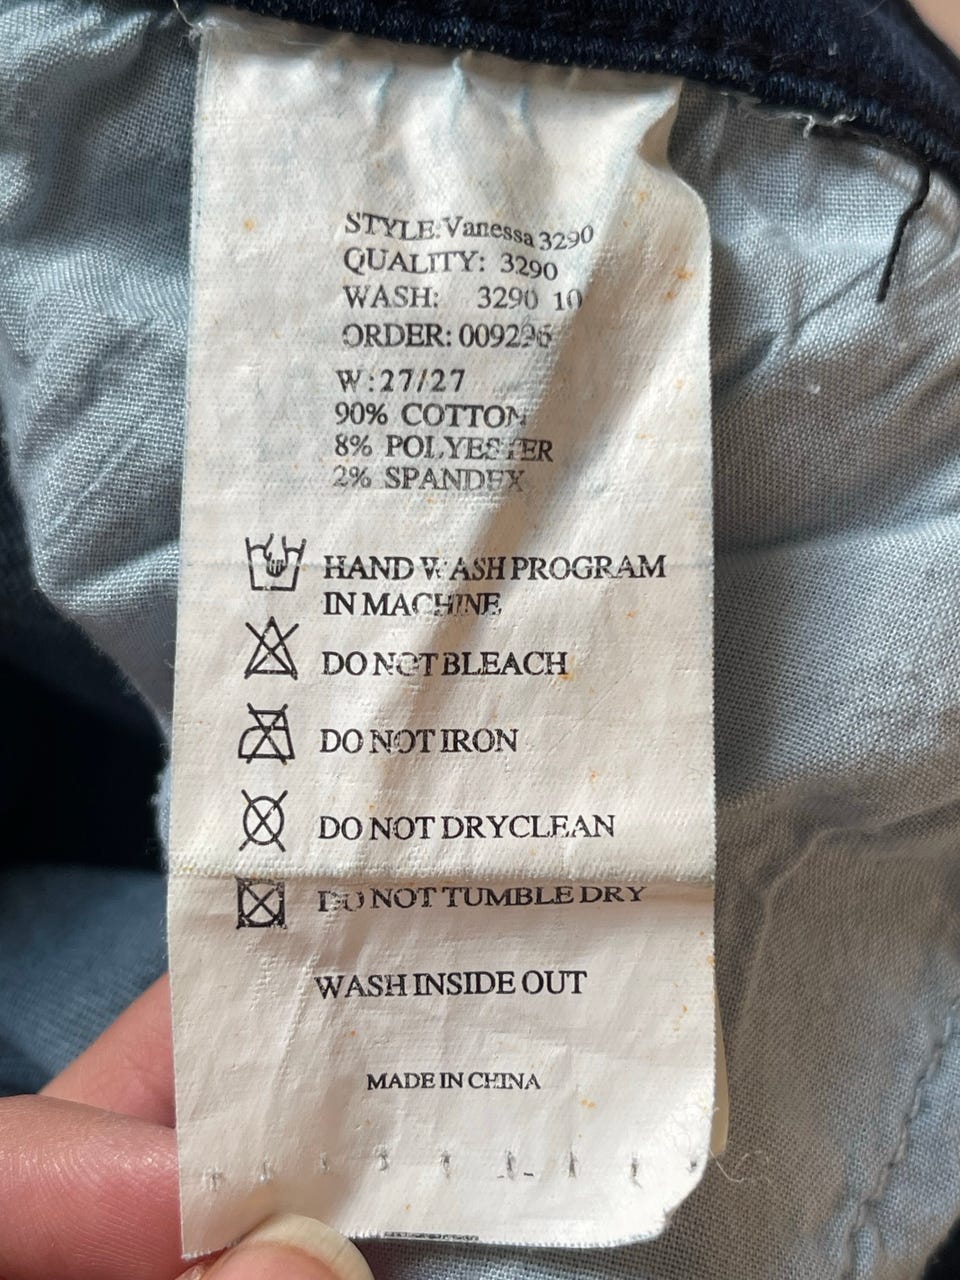 STYLE:Vanessa 3290
QUALITY: 3290
WASH: 3290 10
ORDER: 009226
W:27/27
90% COTTON
8% POLYESTER
2% SPANDEX
HAND WASH PROGRAM
IN MACHINE
DO NOT BLEACH
DO NOT IRON
DO NOT DRYCLEAN
DO NOT TUMBLE DRY
WASH INSIDE OUT
MADE IN CHINA